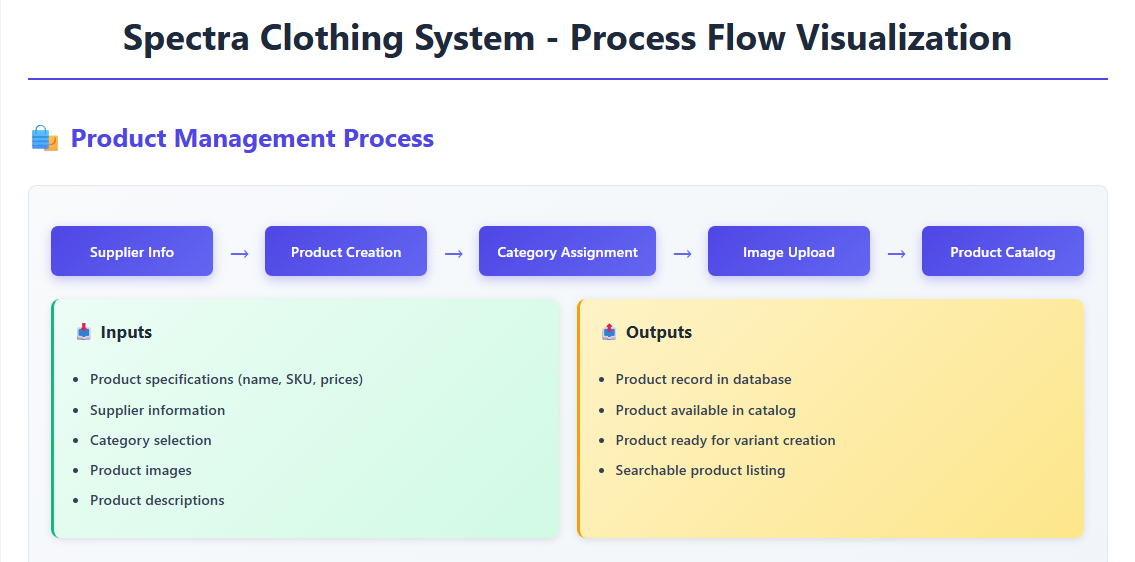 Spectra Clothing System - Process Flow Visualization
Product Management Process
Supplier Info → Product Creation → Category Assignment → Image Upload → Product Catalog
Inputs
• Product specifications (name, SKU, prices)
• Supplier information
• Category selection
• Product images
• Product descriptions
Outputs
• Product record in database
• Product available in catalog
• Product ready for variant creation
• Searchable product listing